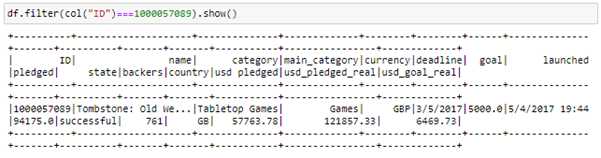 df.filter(col("ID")===1000057089).show()
+----------+--------------------+--------------+-------------+--------+--------+------+--------------
+-------+----------+-------+-------+-----------+----------------+-------------+
|        ID|                name|      category|main_category|currency|deadline|  goal|      launched
|pledged|     state|backers|country|usd pledged|usd_pledged_real|usd_goal_real|
+----------+--------------------+--------------+-------------+--------+--------+------+--------------
+-------+----------+-------+-------+-----------+----------------+-------------+
|1000057089|Tombstone: Old We...|Tabletop Games|        Games|     GBP|3/5/2017|5000.0|5/4/2017 19:44
|94175.0|successful|    761|     GB|   57763.78|       121857.33|      6469.73|
+----------+--------------------+--------------+-------------+--------+--------+------+--------------
+-------+----------+-------+-------+-----------+----------------+-------------+